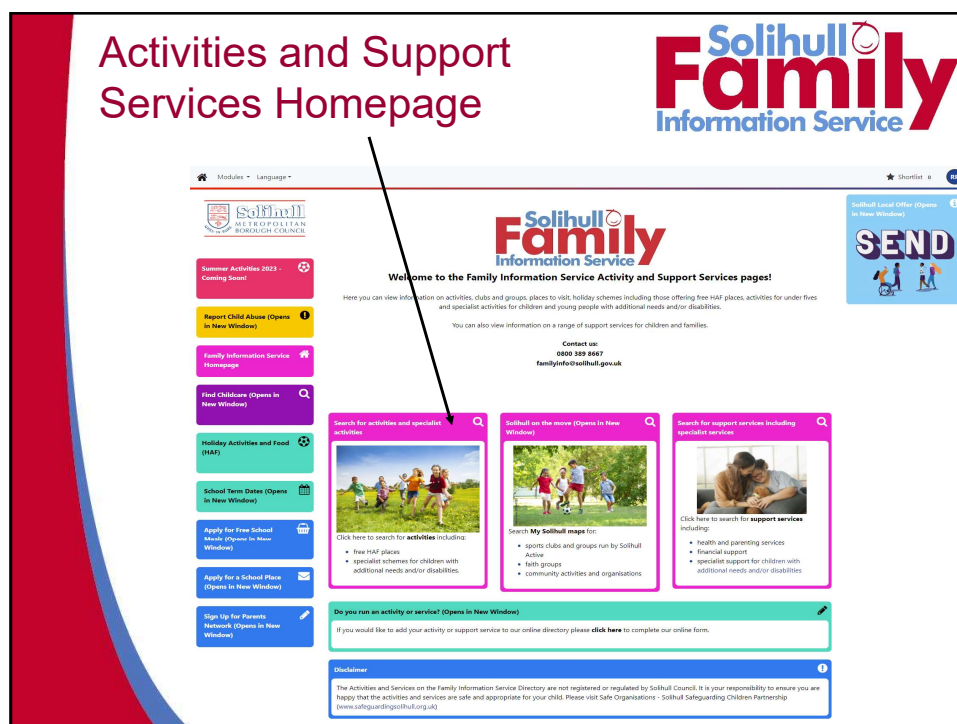 Activities and Support
Services Homepage
Solihull
Family
Information Service
Modules
Language
Shortlist 0
Solihull
METROPOLITAN
BOROUGH COUNCIL
Summer Activities 2023 -
Coming Soon!
Report Child Abuse (Opens
in New Window)
Family Information Service
Homepage
Find Childcare (Opens in
New Window)
Holiday Activities and Food
(HAF)
School Term Dates (Opens
in New Window)
Apply for Free School
Meals (Opens in New
Window)
Apply for a School Place
(Opens in New Window)
Sign Up for Parents
Network (Opens in New
Window)
Solihull
Family
Information Service
Welcome to the Family Information Service Activity and Support Services pages!
Here you can view information on activities, clubs and groups, places to visit, holiday schemes including those offering free HAF places, activities for under fives
and specialist activities for children and young people with additional needs and/or disabilities.
You can also view information on a range of support services for children and families.
Contact us:
0800 389 8667
familyinfo@solihull.gov.uk
Solihull Local Offer (Opens
in New Window)
SEND
Search for activities and specialist
activities
Click here to search for activities including:
• free HAF places
• specialist schemes for children with
additional needs and/or disabilities.
Solihull on the move (Opens in New
Window)
Search My Solihull maps for:
• sports clubs and groups run by Solihull
Active
• faith groups
• community activities and organisations
Search for support services including
specialist services
Click here to search for support services
including:
• health and parenting services
• financial support
• specialist support for children with
additional needs and/or disabilities
Do you run an activity or service? (Opens in New Window)
If you would like to add your activity or support service to our online directory please click here to complete our online form.
Disclaimer
The Activities and Services on the Family Information Service Directory are not registered or regulated by Solihull Council. It is your responsibility to ensure you are
happy that the activities and services are safe and appropriate for your child. Please visit Safe Organisations - Solihull Safeguarding Children Partnership
(www.safeguardingsolihull.org.uk)